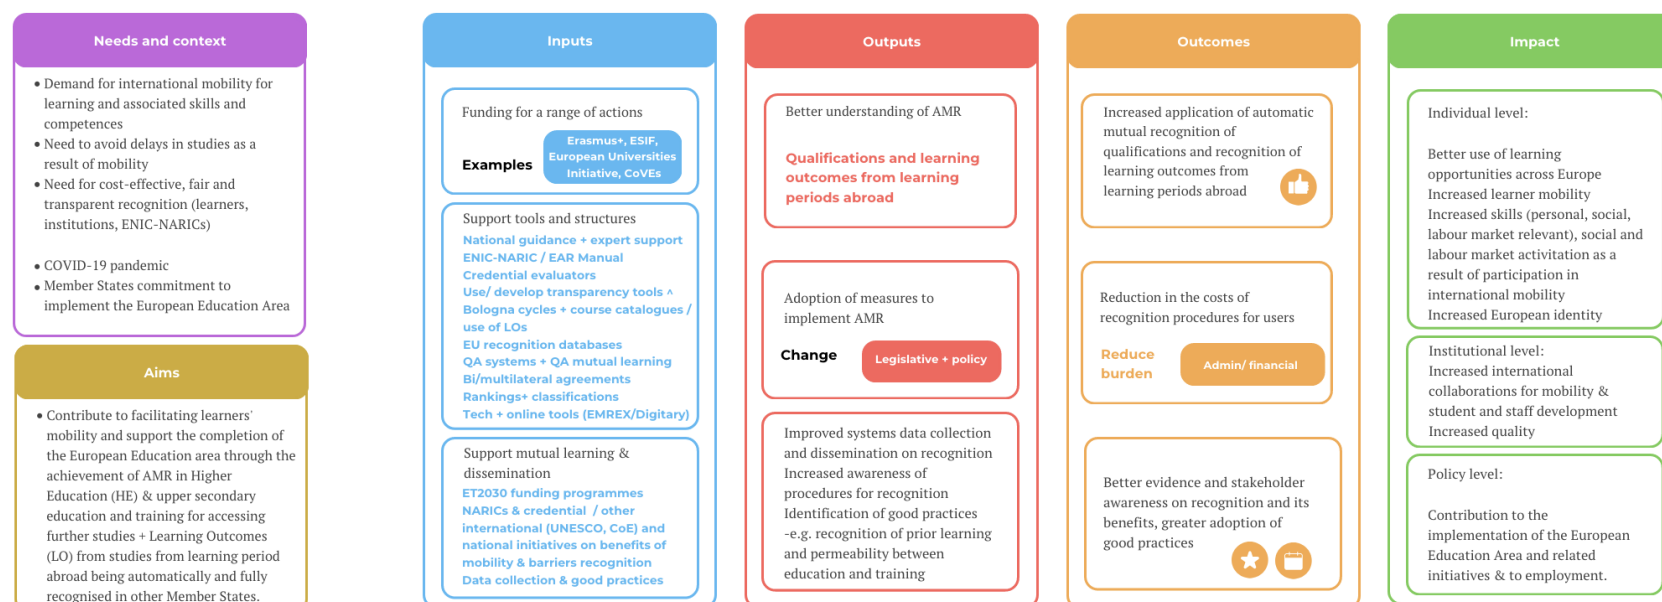 Needs and context
• Demand for international mobility for
learning and associated skills and
competences
• Need to avoid delays in studies as a
result of mobility
• Need for cost-effective, fair and
transparent recognition (learners,
institutions, ENIC-NARICs)
• COVID-19 pandemic
• Member States commitment to
implement the European Education Area
Aims
• Contribute to facilitating learners'
mobility and support the completion of
the European Education area through the
achievement of AMR in Higher
Education (HE) & upper secondary
education and training for accessing
further studies + Learning Outcomes
(LO) from studies from learning period
abroad being automatically and fully
recognised in other Member States.
Inputs
Funding for a range of actions
Examples
Erasmus+, ESIF,
European Universities
Initiative, CoVEs
Support tools and structures
National guidance + expert support
ENIC-NARIC / EAR Manual
Credential evaluators
Use/ develop transparency tools ^
Bologna cycles + course catalogues /
use of LOs
EU recognition databases
QA systems + QA mutual learning
Bi/multilateral agreements
Rankings+ classifications
Tech + online tools (EMREX/Digitary)
Support mutual learning &
dissemination
ET2030 funding programmes
NARICs & credential / other
international (UNESCO, CoE) and
national initiatives on benefits of
mobility & barriers recognition
Data collection & good practices
Outputs
Better understanding of AMR
Qualifications and learning
outcomes from learning
periods abroad
Adoption of measures to
implement AMR
Change
Legislative + policy
Improved systems data collection
and dissemination on recognition
Increased awareness of
procedures for recognition
Identification of good practices
-e.g. recognition of prior learning
and permeability between
education and training
Outcomes
Increased application of automatic
mutual recognition of
qualifications and recognition of
learning outcomes from
learning periods abroad
Reduction in the costs of
recognition procedures for users
Reduce
burden
Admin/ financial
Better evidence and stakeholder
awareness on recognition and its
benefits, greater adoption of
good practices
Impact
Individual level:
Better use of learning
opportunities across Europe
Increased learner mobility
Increased skills (personal, social,
labour market relevant), social and
labour market activitation as a
result of participation in
international mobility
Increased European identity
Institutional level:
Increased international
collaborations for mobility &
student and staff development
Increased quality
Policy level:
Contribution to the
implementation of the European
Education Area and related
initiatives & to employment.